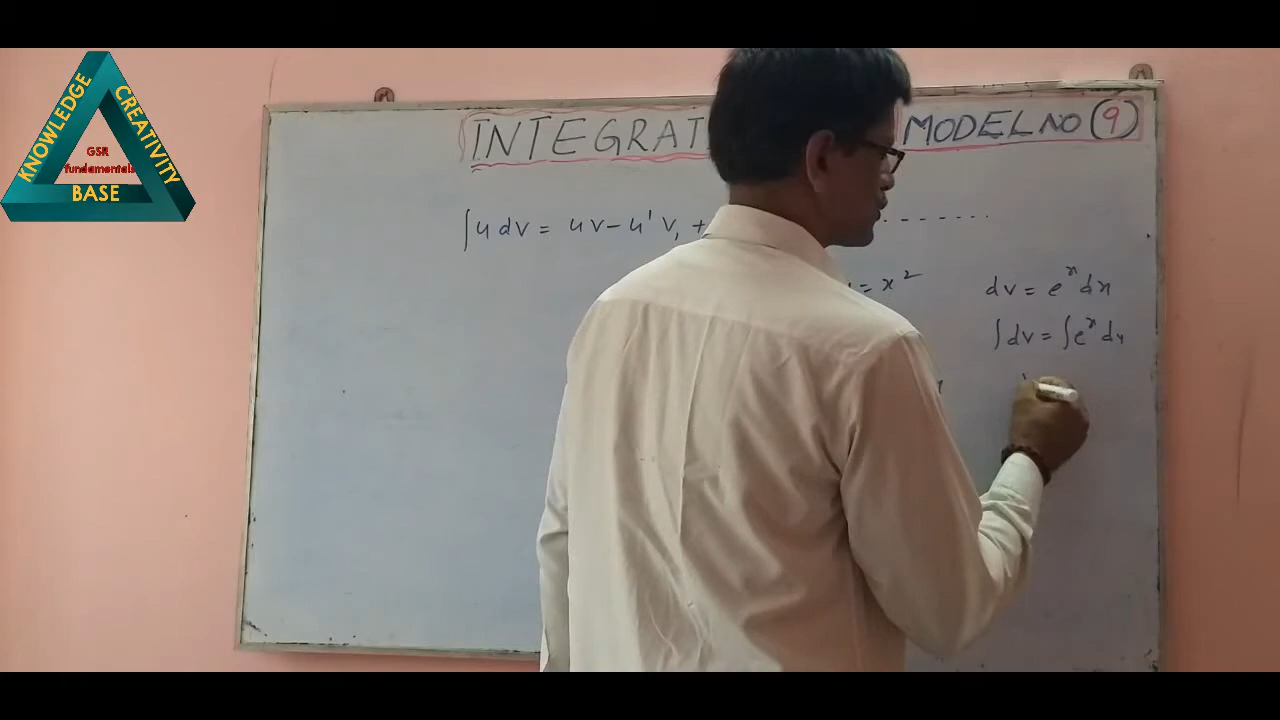 KNOWLEDGE
CREATIVITY
GSR
fundamentals
BASE
INTEGRAT MODEL NO (9)
∫u dv = uv - u' v₁ + - - - - - - -
= x²
dv = eˣ dx
∫dv = ∫eˣ dx